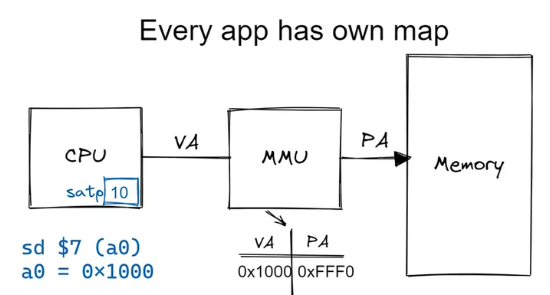 Every app has own map
CPU
satp 10
VA
MMU
PA
Memory
sd $7 (a0)
a0 = 0x1000
VA PA
0x1000 0xFFF0